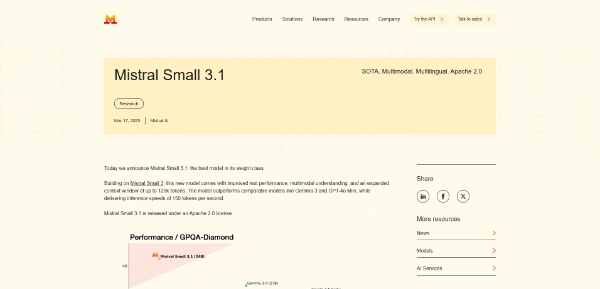 Products Solutions Research Resources Company Try the API Talk to sales
Mistral Small 3.1
SOTA. Multimodal. Multilingual. Apache 2.0
Research
Mar 17, 2025 Mistral AI
Today we announce Mistral Small 3.1: the best model in its weight class.
Building on Mistral Small 3, this new model comes with improved text performance, multimodal understanding, and an expanded
context window of up to 128k tokens. The model outperforms comparable models like Gemma 3 and GPT-4o Mini, while
delivering inference speeds of 150 tokens per second.
Mistral Small 3.1 is released under an Apache 2.0 license.
Share
More resources
News
Models
AI Services
Performance / GPQA-Diamond
Mistral Small 3.1 (24B)
45